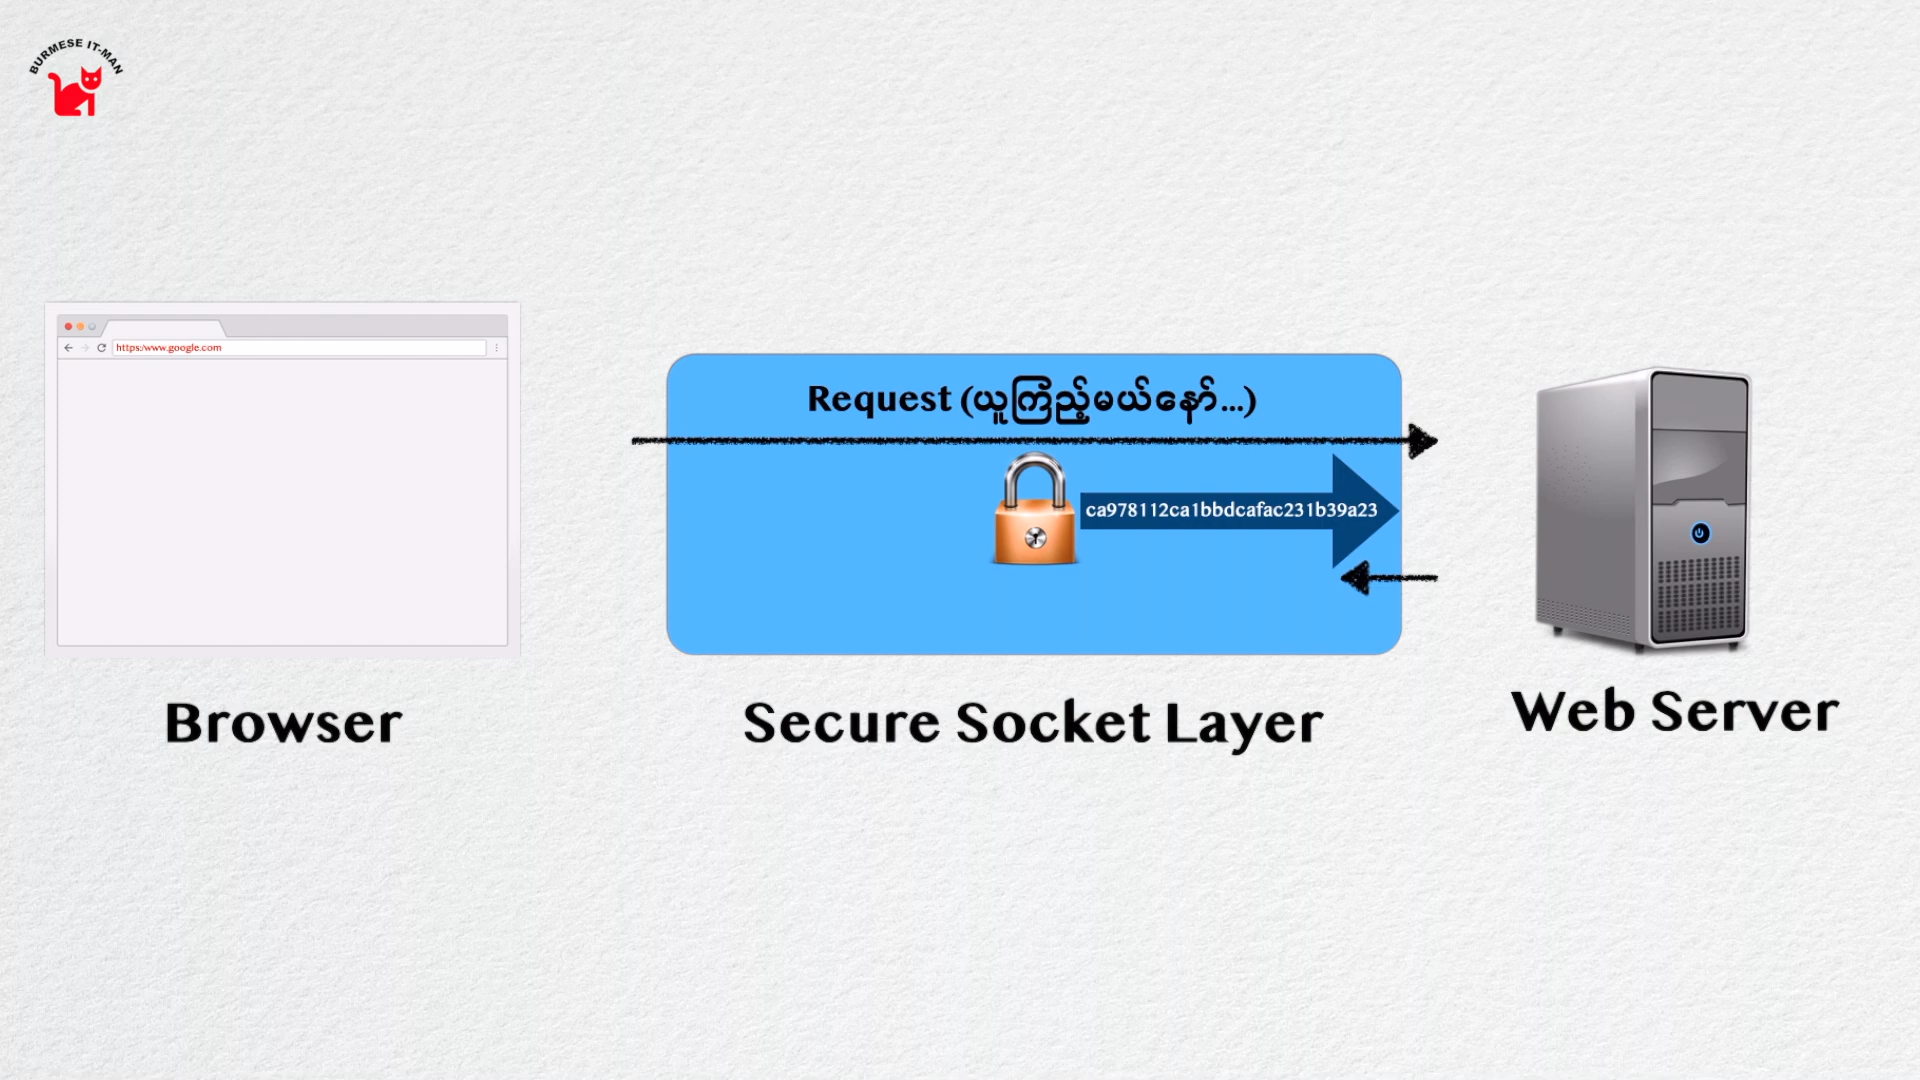 BURMESE IT-MAN
https:/www.google.com
Request (ယူကြည့်မယ်နော်...)
ca978112ca1bbdcafac231b39a23
Browser
Secure Socket Layer
Web Server